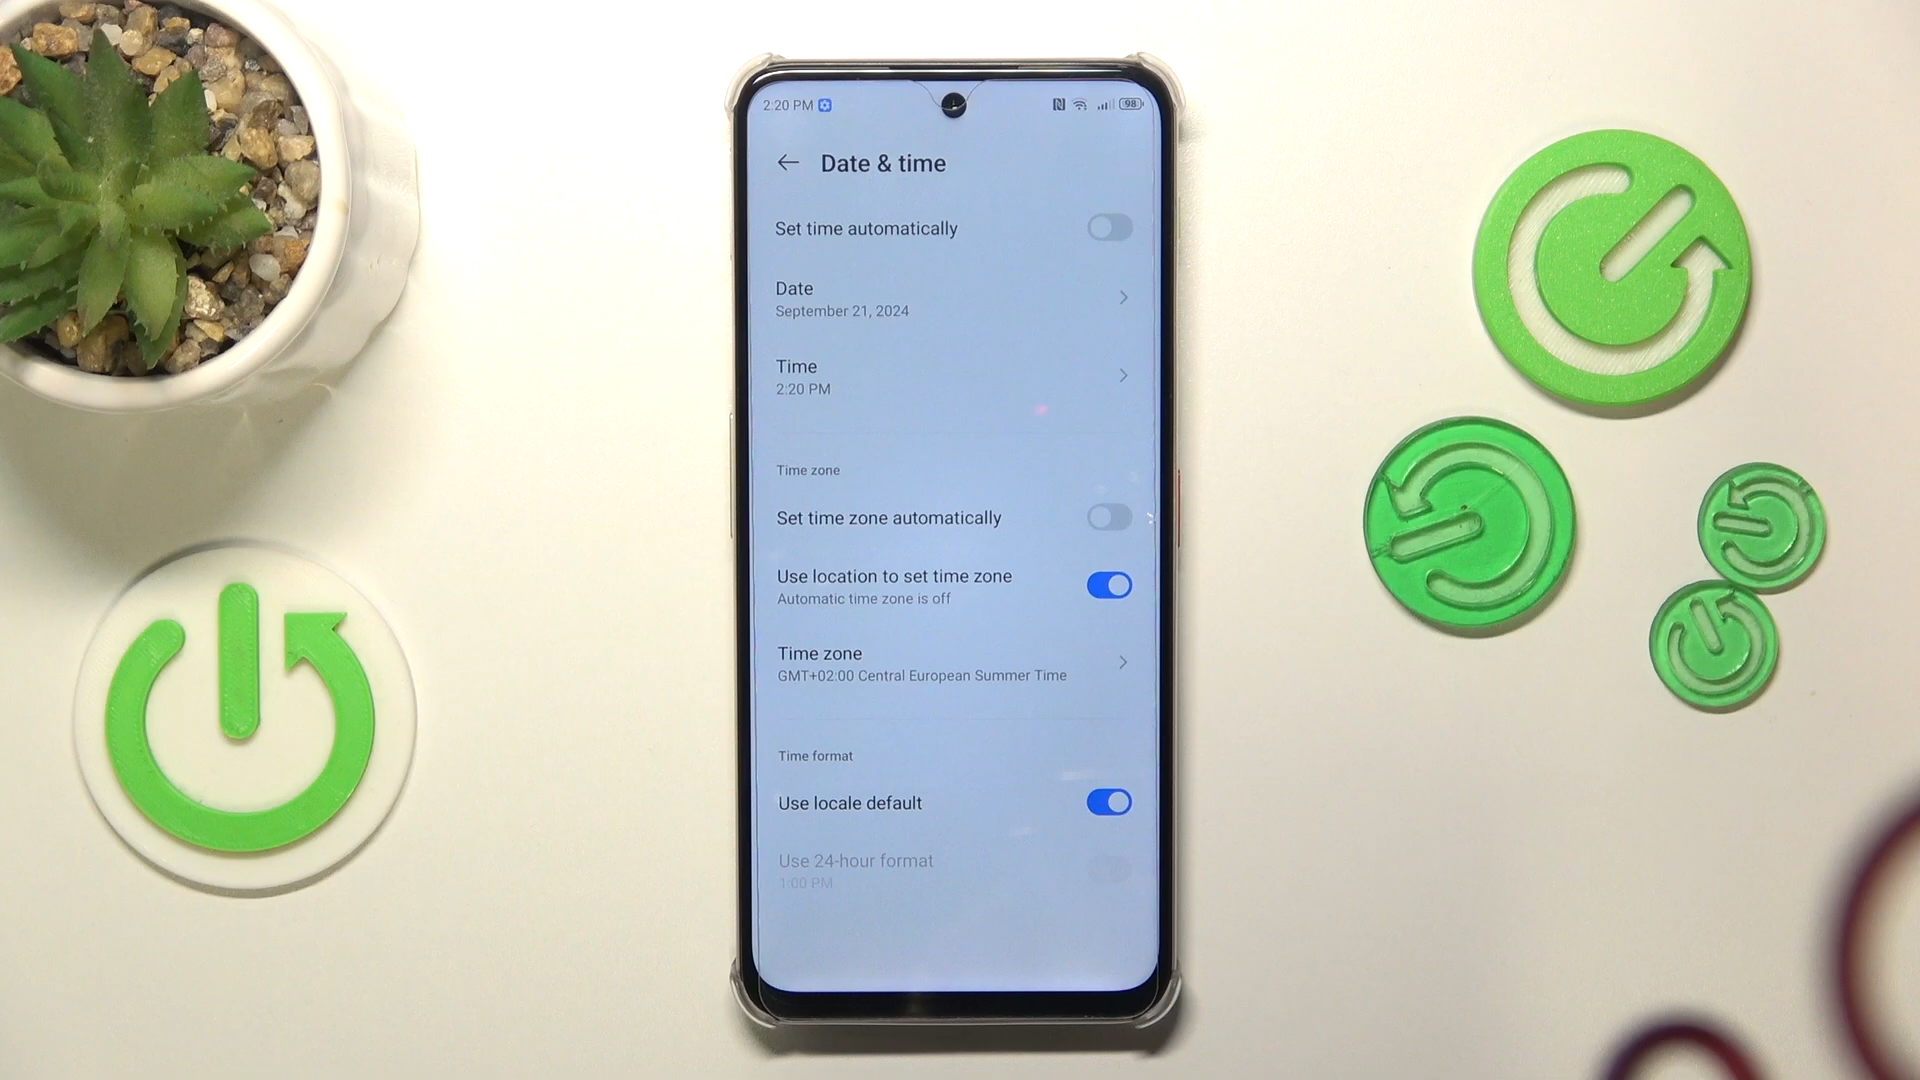 2:20 PM
98
Date & time
Set time automatically
Date
September 21, 2024
Time
2:20 PM
Time zone
Set time zone automatically
Use location to set time zone
Automatic time zone is off
Time zone
GMT+02:00 Central European Summer Time
Time format
Use locale default
Use 24-hour format
1:00 PM